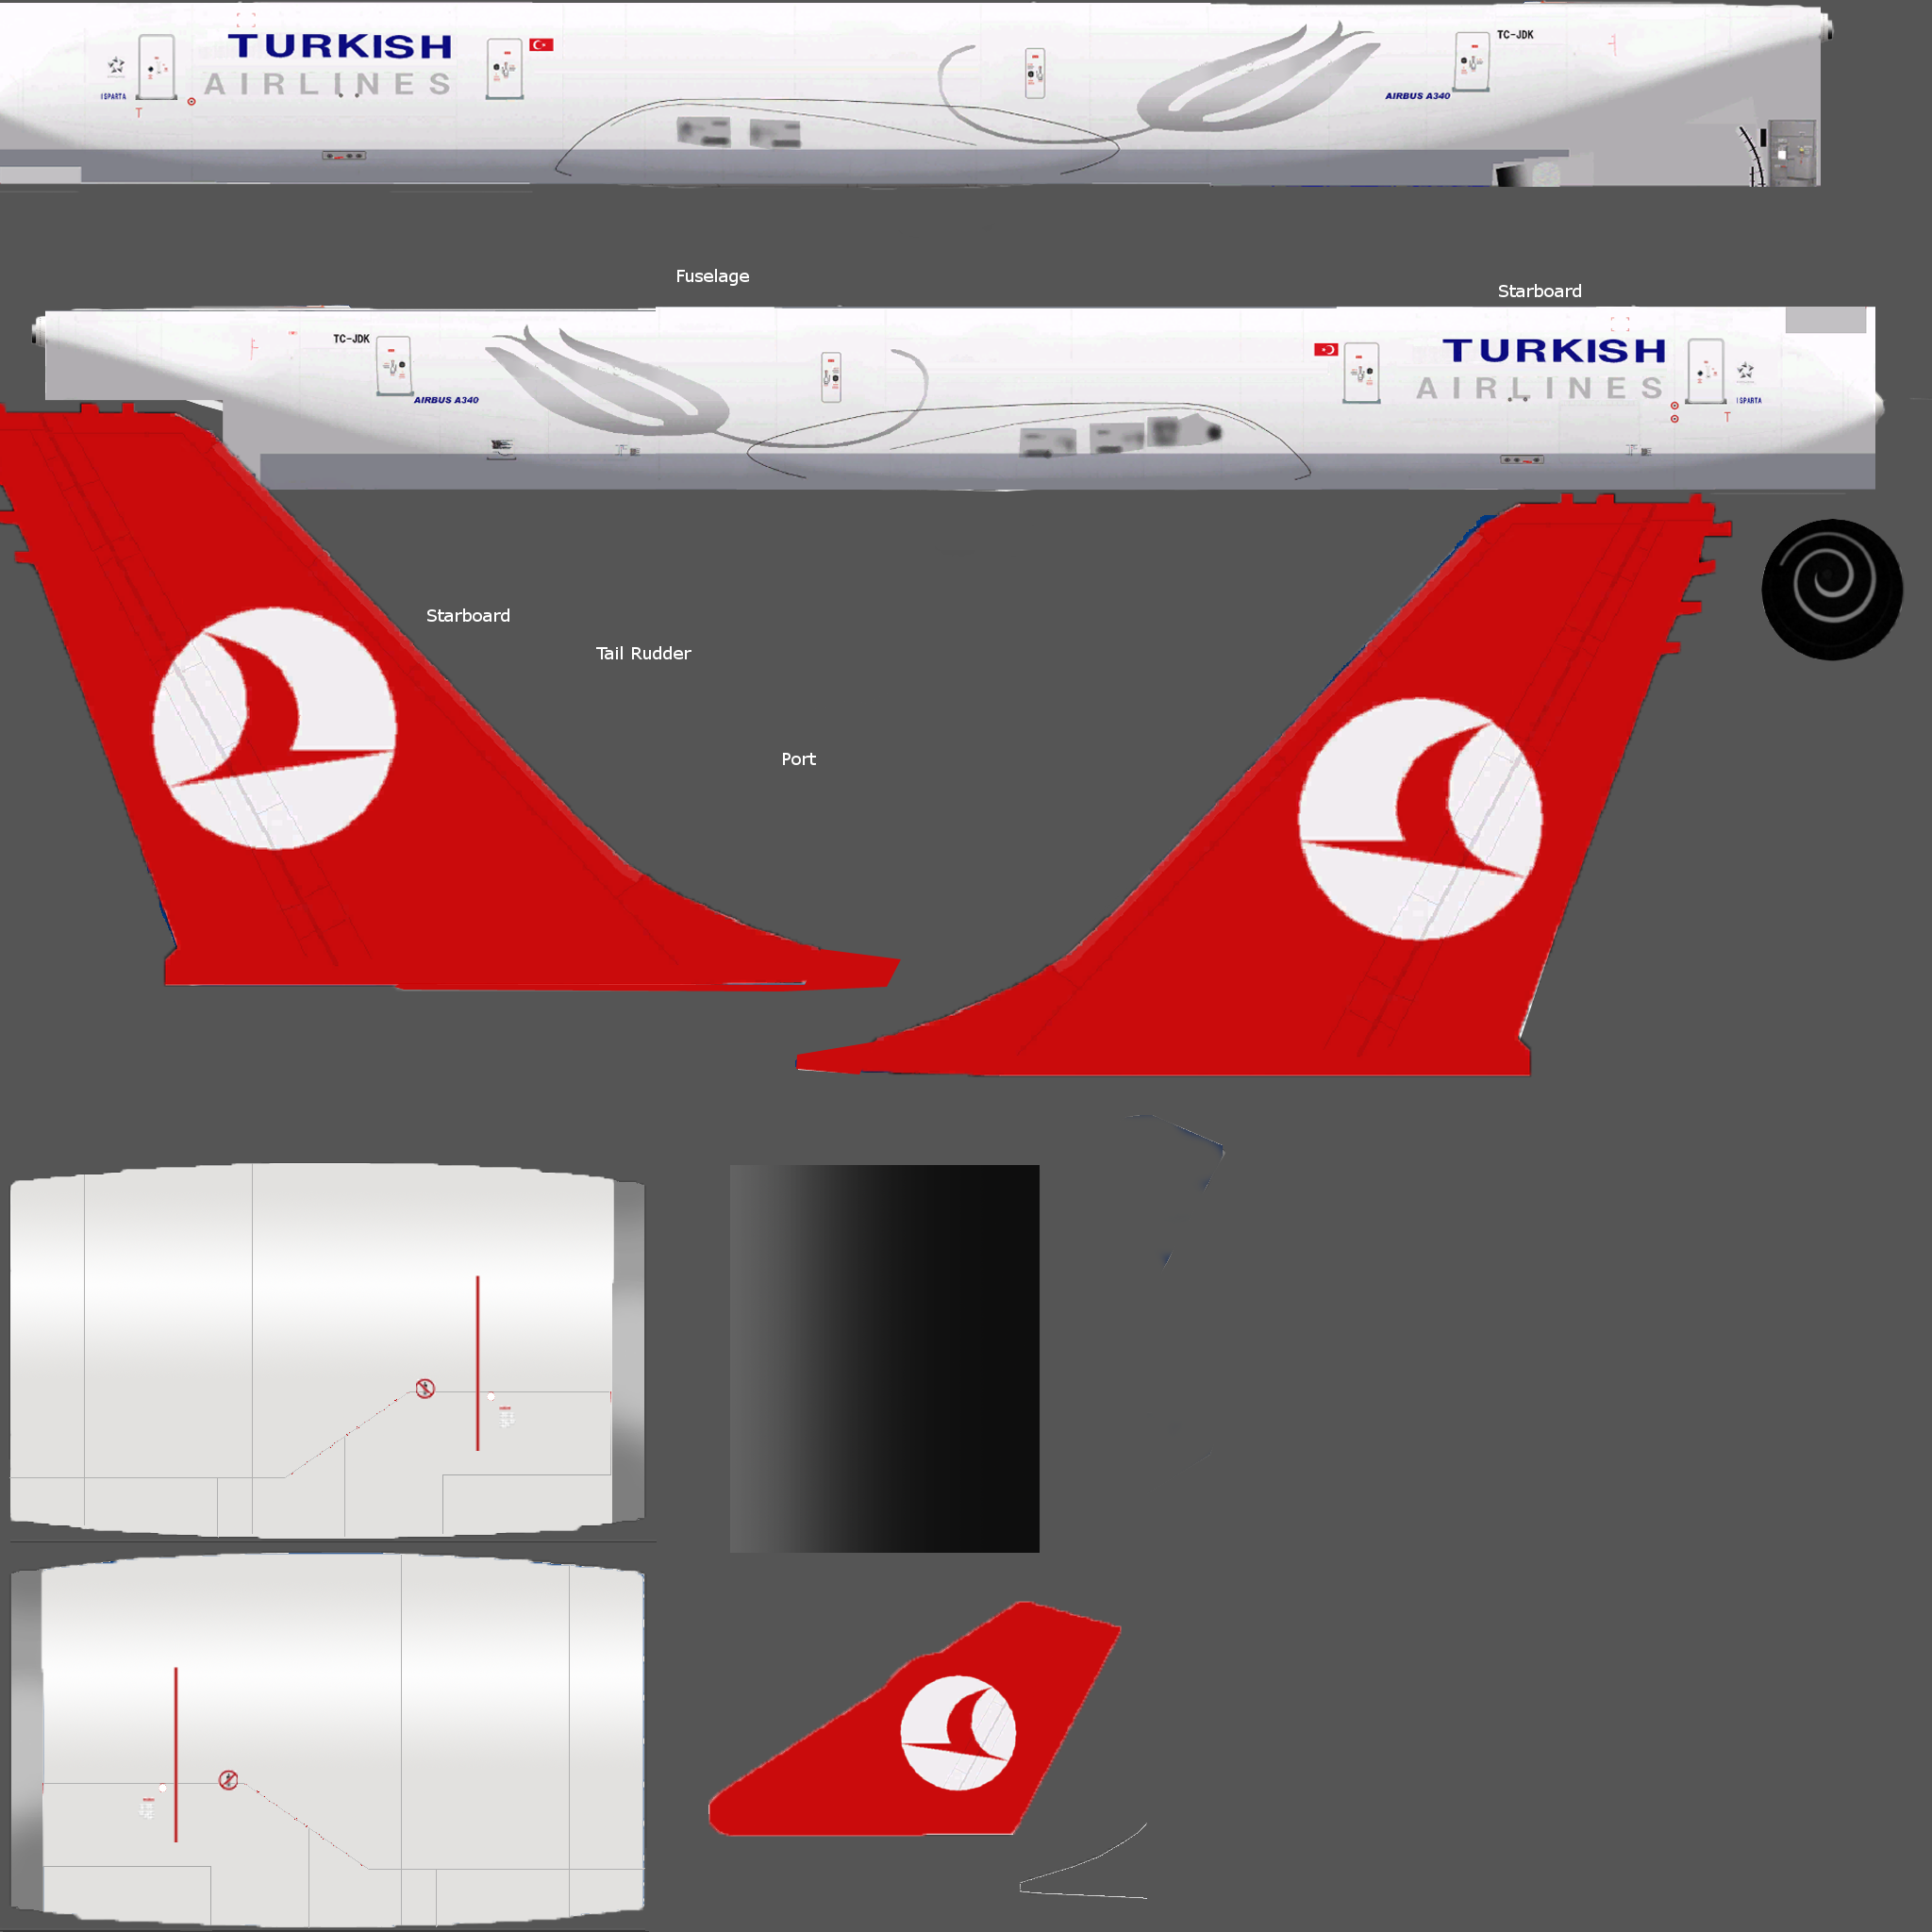 TURKISH
AIRLINES
ISPARTA
TC-JDK
AIRBUS A340
Fuselage
Starboard
TC-JDK
AIRBUS A340
TURKISH
AIRLINES
ISPARTA
Starboard
Tail Rudder
Port